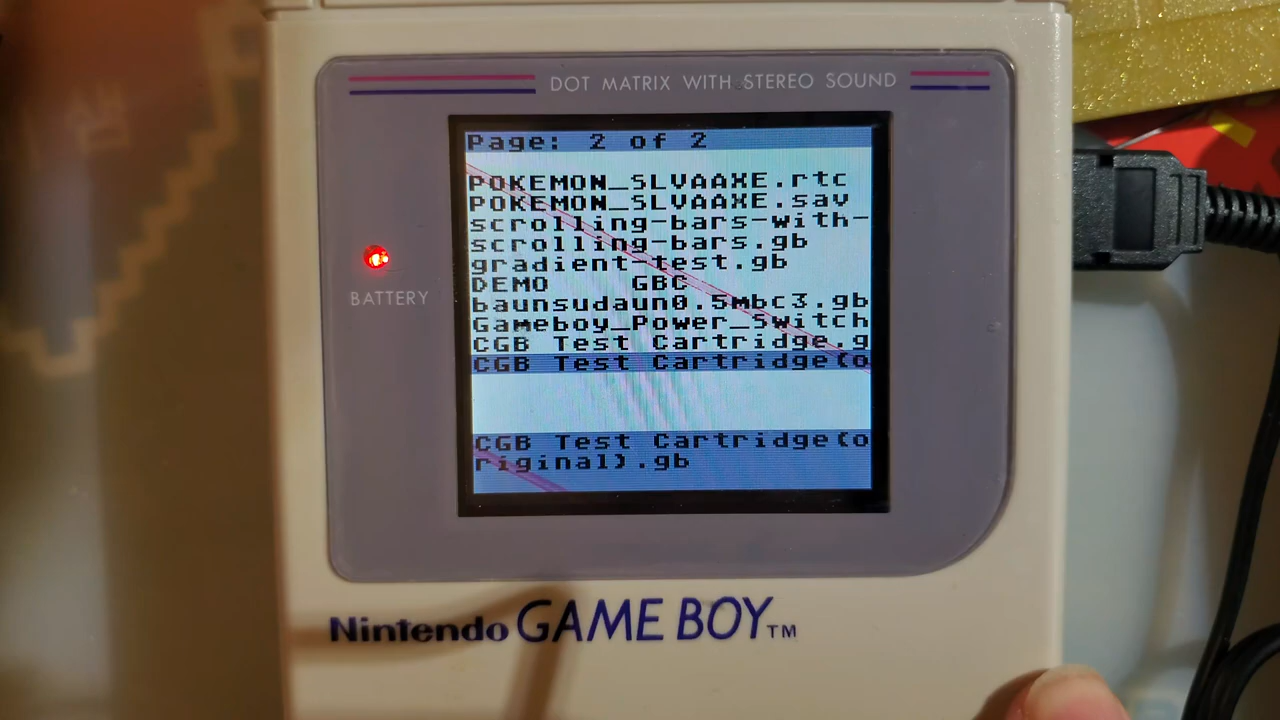 DOT MATRIX WITH STEREO SOUND
Page: 2 of 2
POKEMON_SLVAAXE.rtc
POKEMON_SLVAAXE.sav
scrolling-bars-with-
scrolling-bars.gb
gradient-test.gb
DEMO GBC
baunsudaun0.5mbc3.gb
Gameboy_Power_Switch
CGB Test Cartridge.g
CGB Test Cartridge(o
CGB Test Cartridge(o
riginal).gb
BATTERY
Nintendo GAME BOY TM